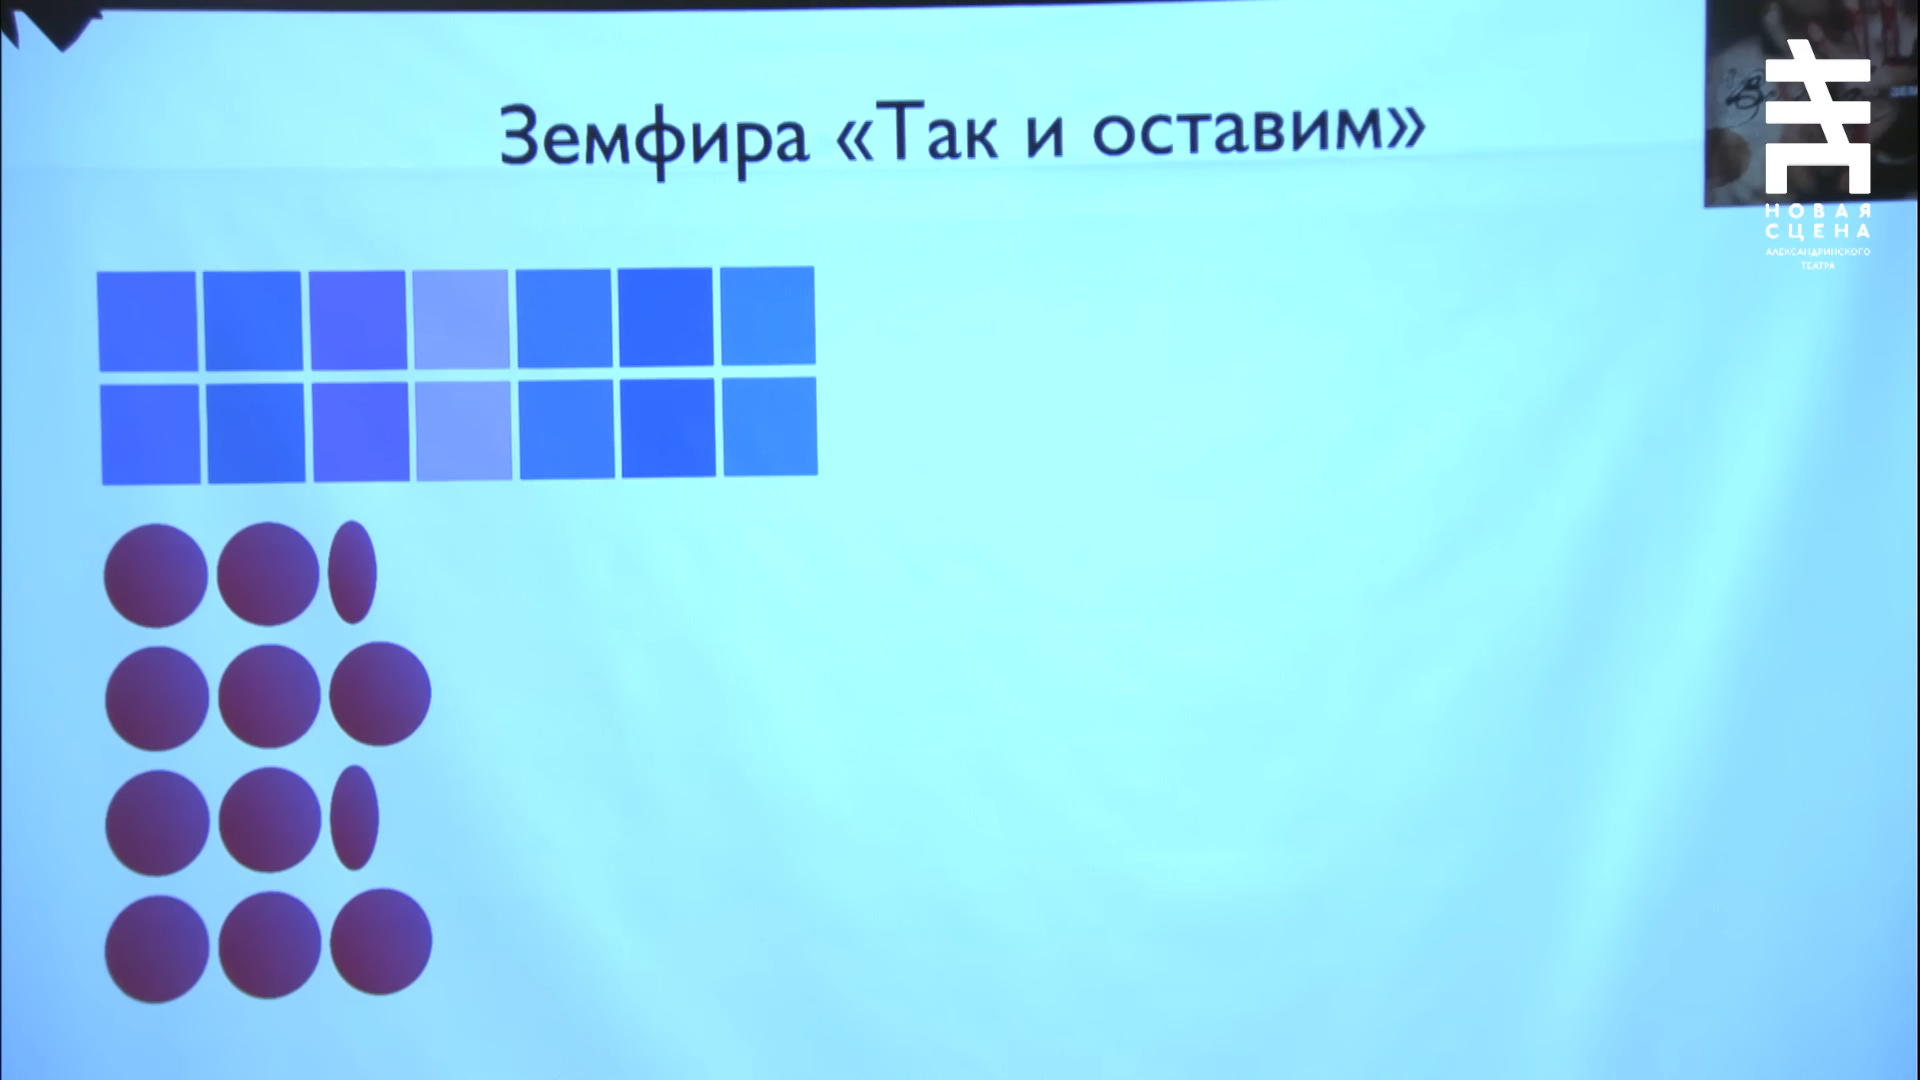 Земфира «Так и оставим»
НОВАЯ
СЦЕНА
АЛЕКСАНДРИНСКОГО
ТЕАТРА